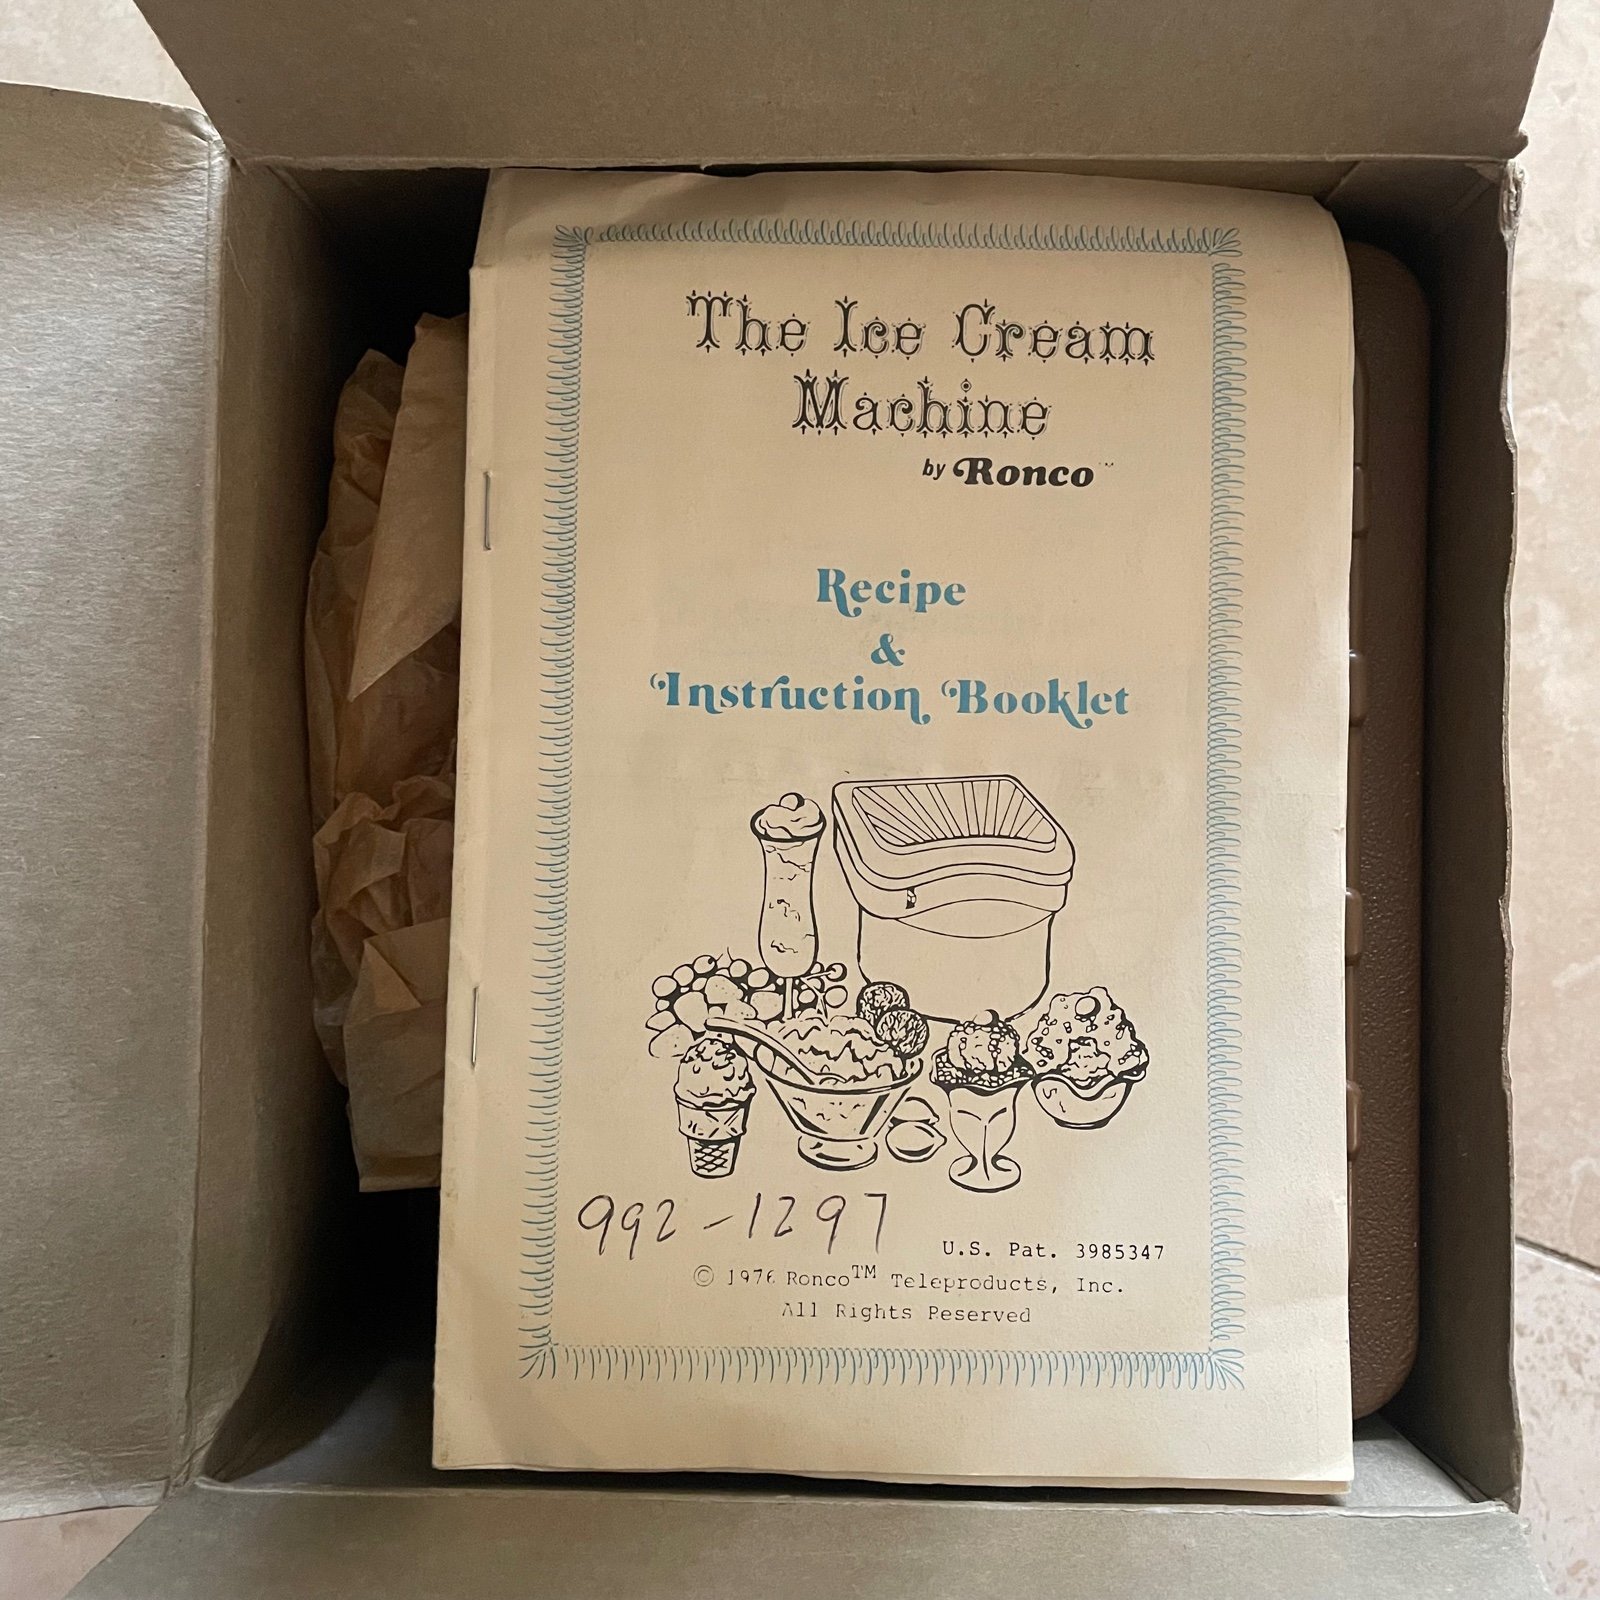 The Ice Cream
Machine
by Ronco™
Recipe
&
Instruction Booklet
992-1297
U.S. Pat. 3985347
© 1976 Ronco™ Teleproducts, Inc.
All Rights Reserved